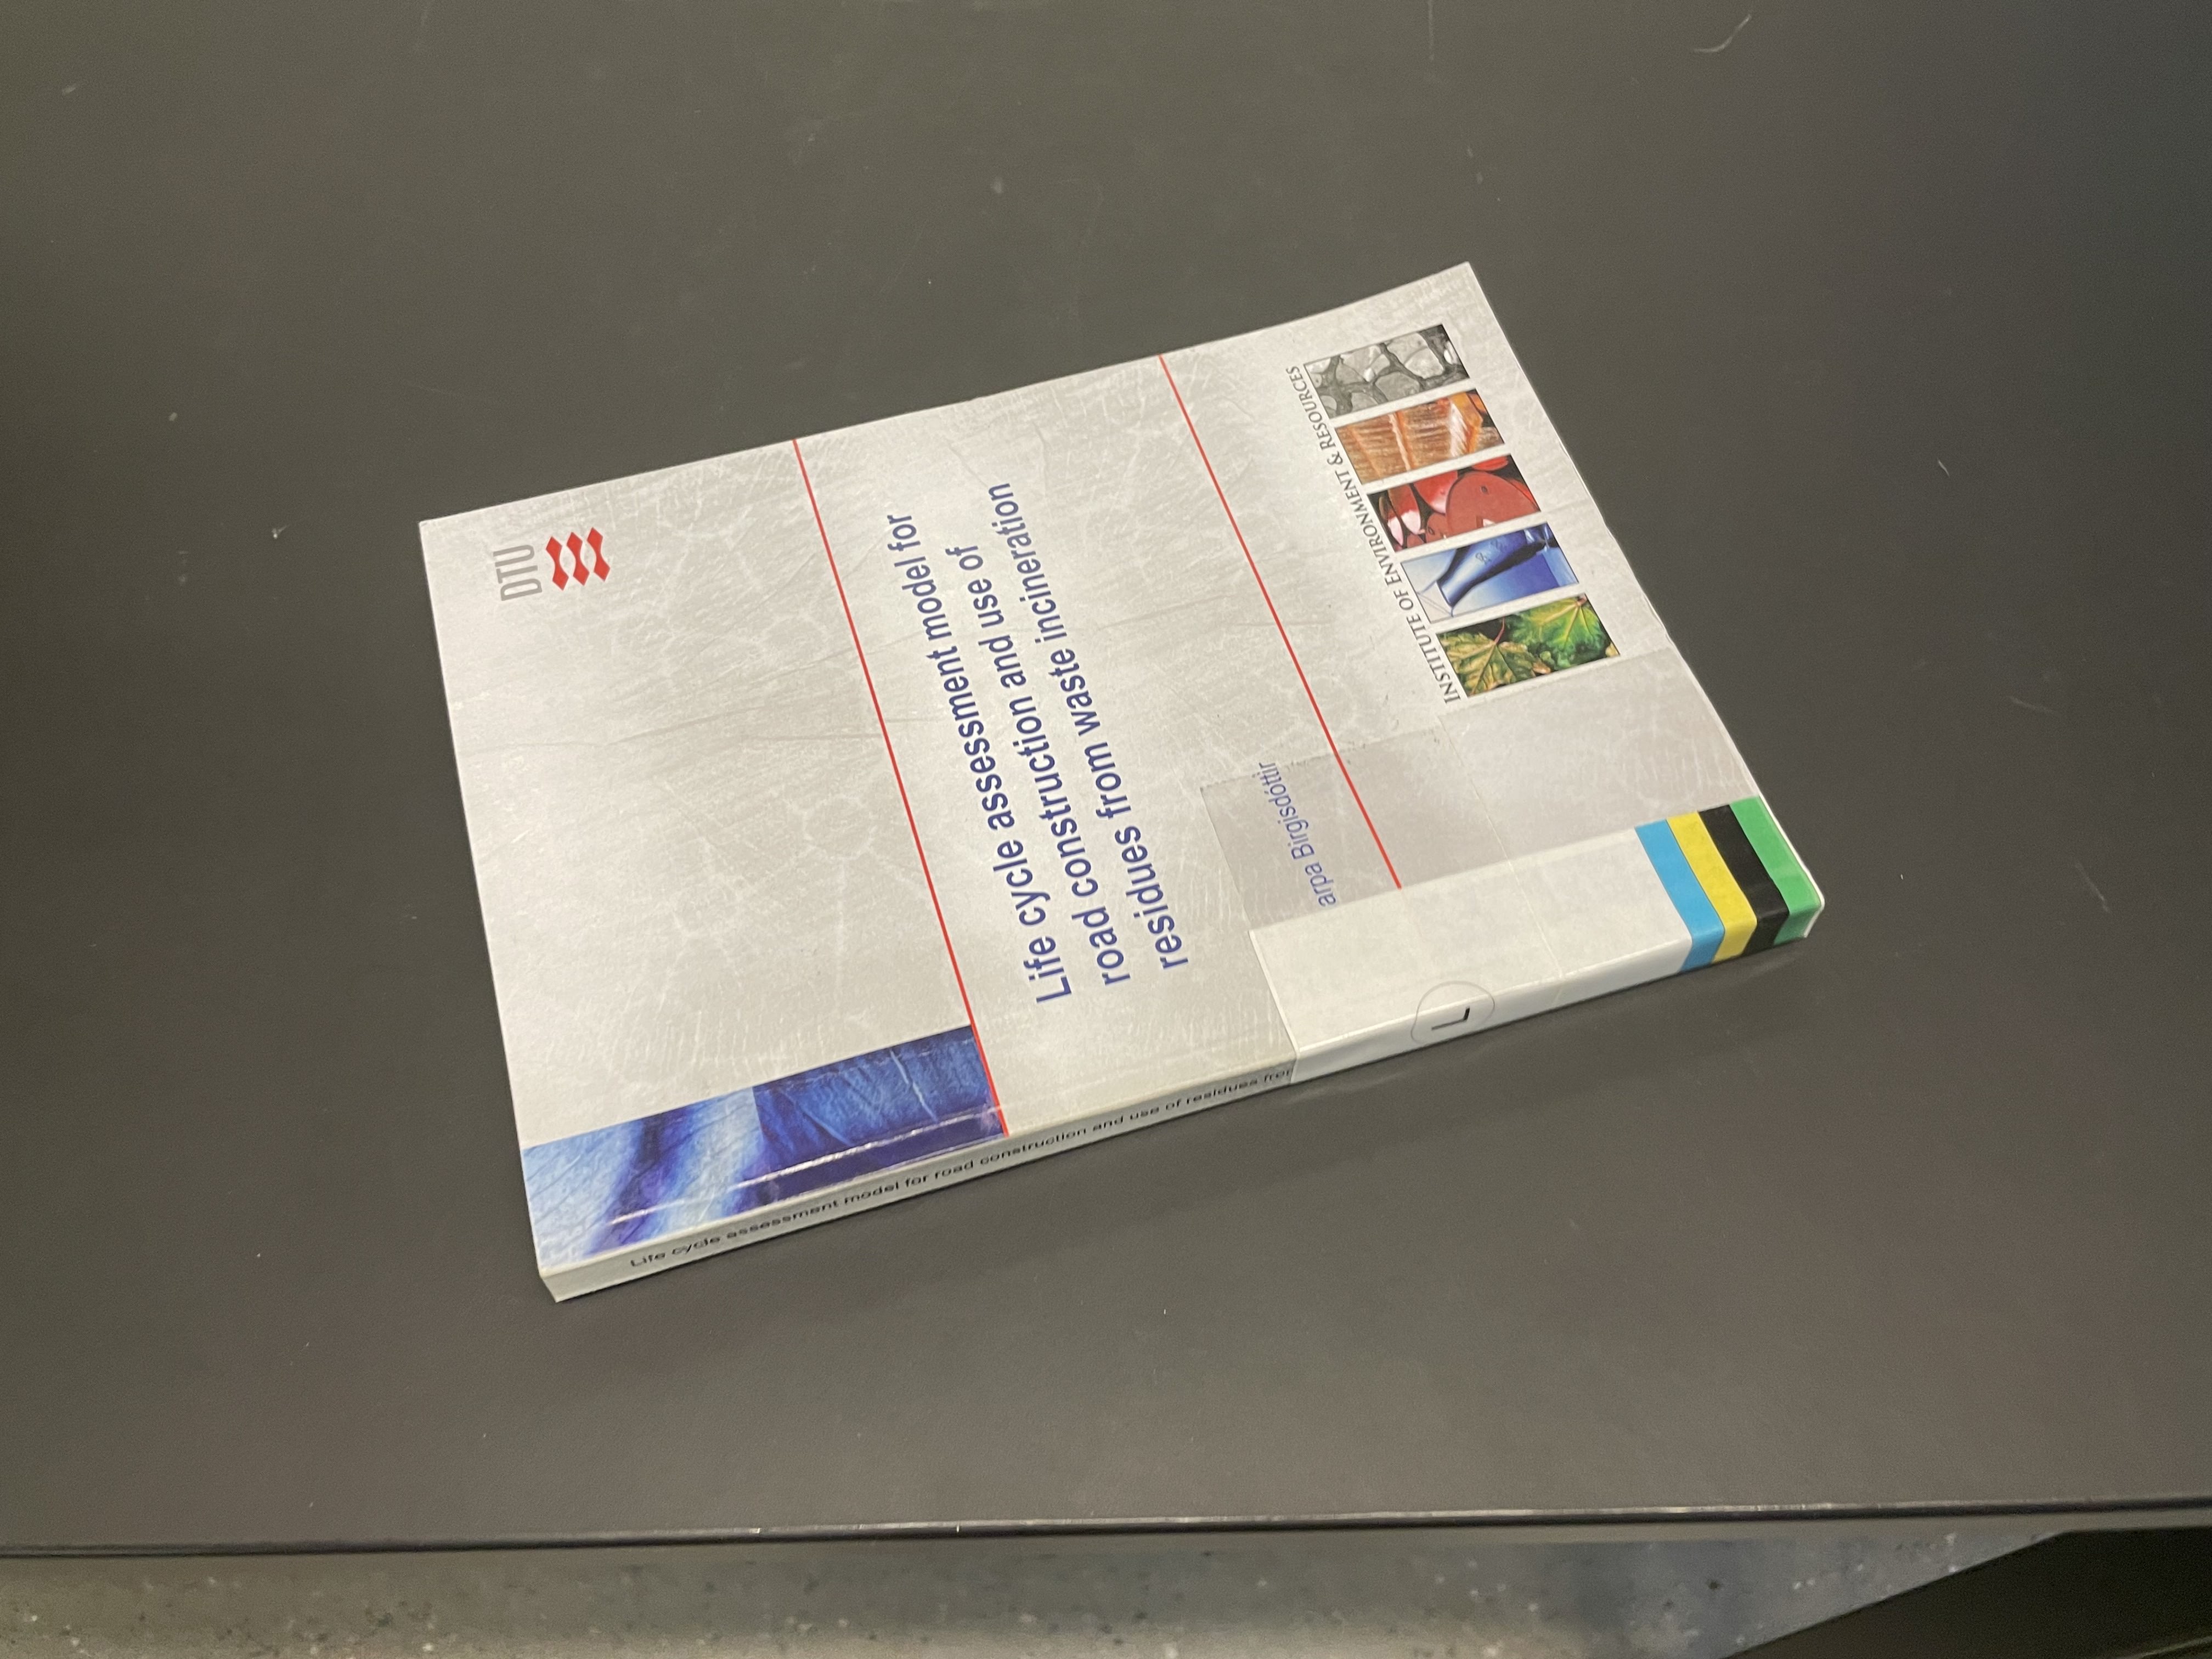 DTU
Life cycle assessment model for
road construction and use of
residues from waste incineration
arpa Birgisdóttir
INSTITUTE OF ENVIRONMENT & RESOURCES
Life cycle assessment model for road construction and use of residues fror
L